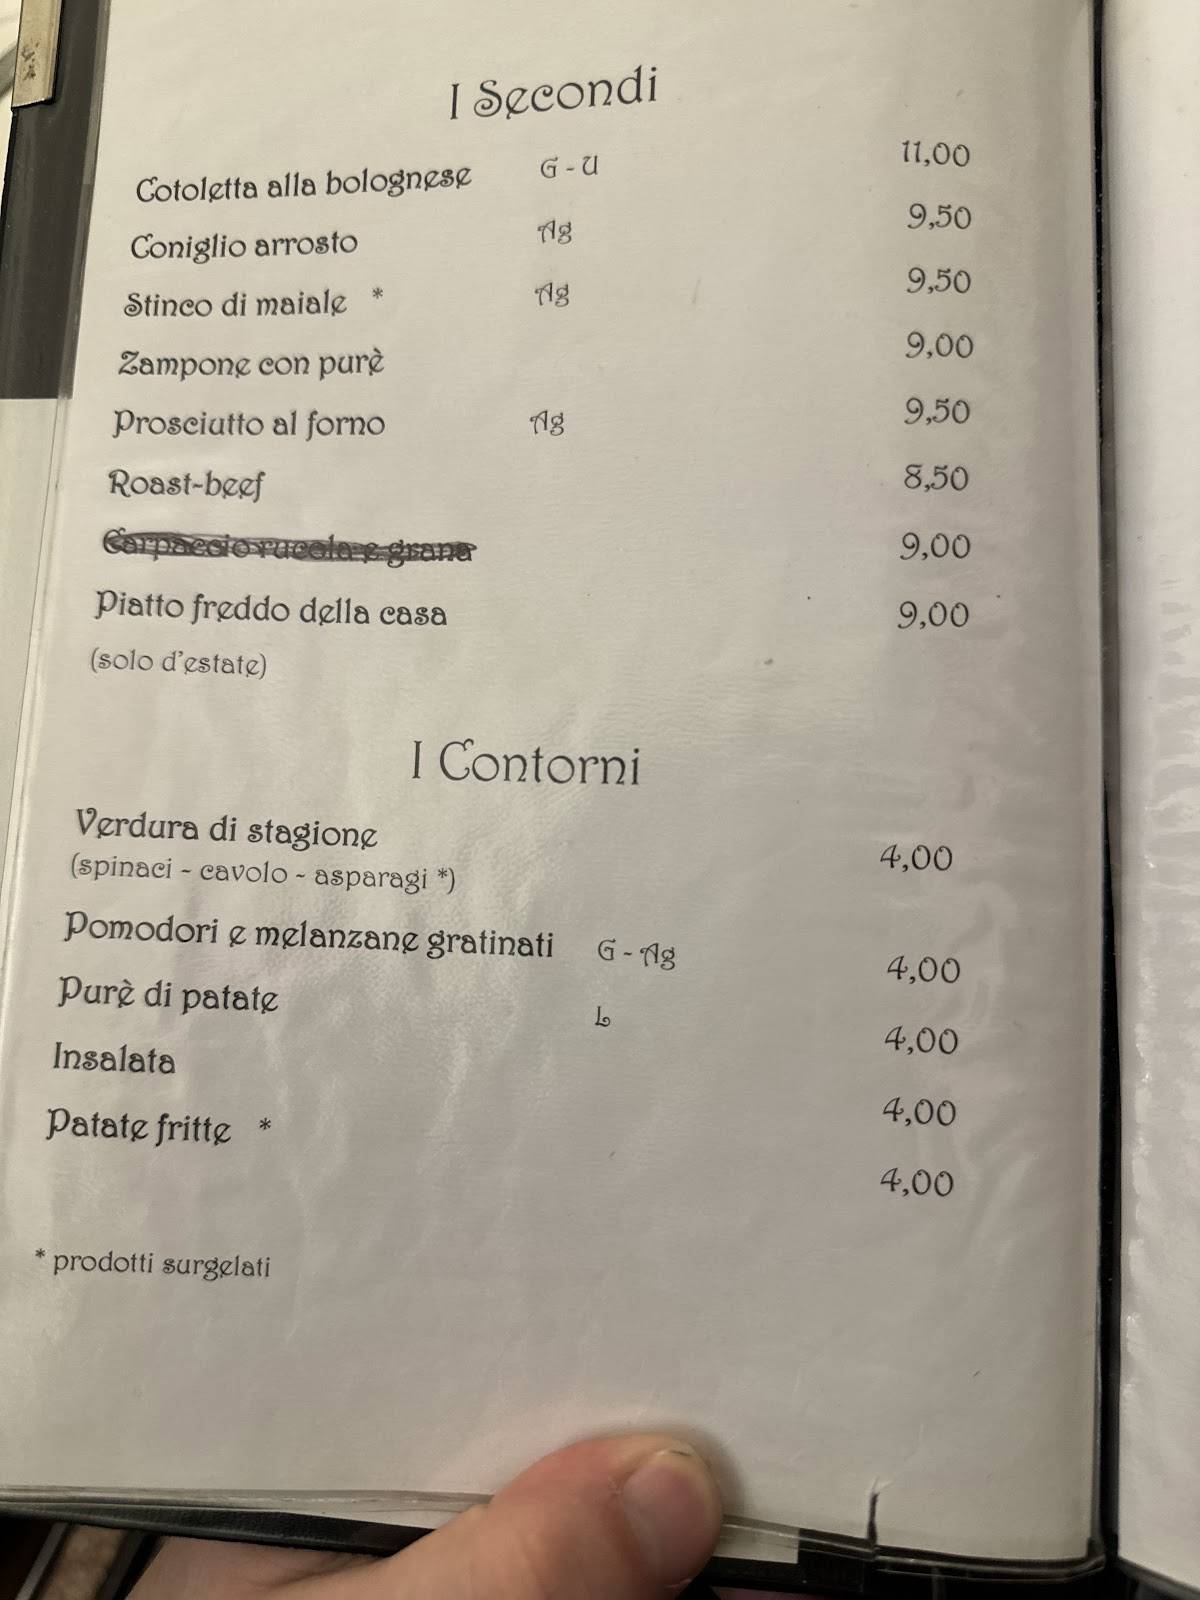 I Secondi
Cotoletta alla bolognese G - U 11,00
Coniglio arrosto Ag 9,50
Stinco di maiale * Ag 9,50
Zampone con purè 9,00
Prosciutto al forno Ag 9,50
Roast-beef 8,50
Carpaccio rucola e grana 9,00
Piatto freddo della casa 9,00
(solo d'estate)
I Contorni
Verdura di stagione 4,00
(spinaci - cavolo - asparagi *)
Pomodori e melanzane gratinati G - Ag 4,00
Purè di patate L 4,00
Insalata 4,00
Patate fritte * 4,00
* prodotti surgelati